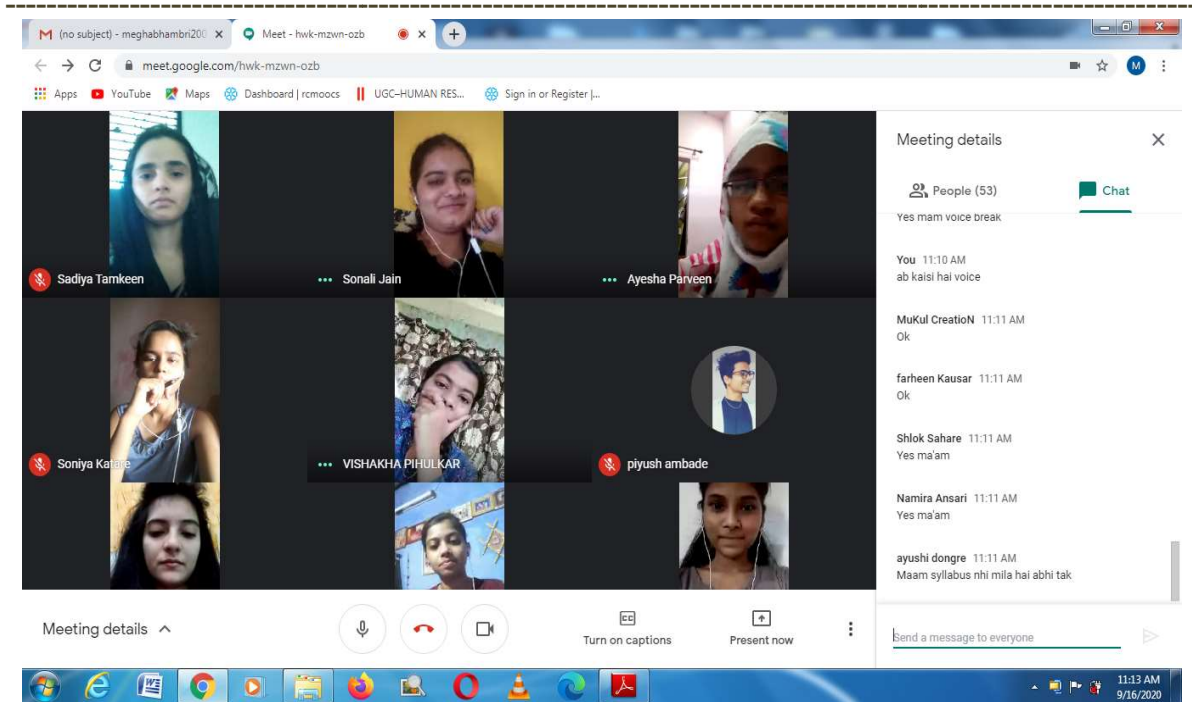 (no subject) - meghabhambri200
Meet - hwk-mzwn-ozb
meet.google.com/hwk-mzwn-ozb
M
Apps YouTube Maps Dashboard | rcmoocs UGC-HUMAN RES... Sign in or Register |...
Sadiya Tamkeen
Sonali Jain
Ayesha Parveen
Soniya Katare
VISHAKHA PIHULKAR
piyush ambade
Meeting details
People (53) Chat
Yes mam voice break
You 11:10 AM
ab kaisi hai voice
MuKul CreatioN 11:11 AM
Ok
farheen Kausar 11:11 AM
Ok
Shlok Sahare 11:11 AM
Yes ma'am
Namira Ansari 11:11 AM
Yes ma'am
ayushi dongre 11:11 AM
Maam syllabus nhi mila hai abhi tak
Send a message to everyone
Meeting details
CC
Turn on captions
Present now
11:13 AM
9/16/2020